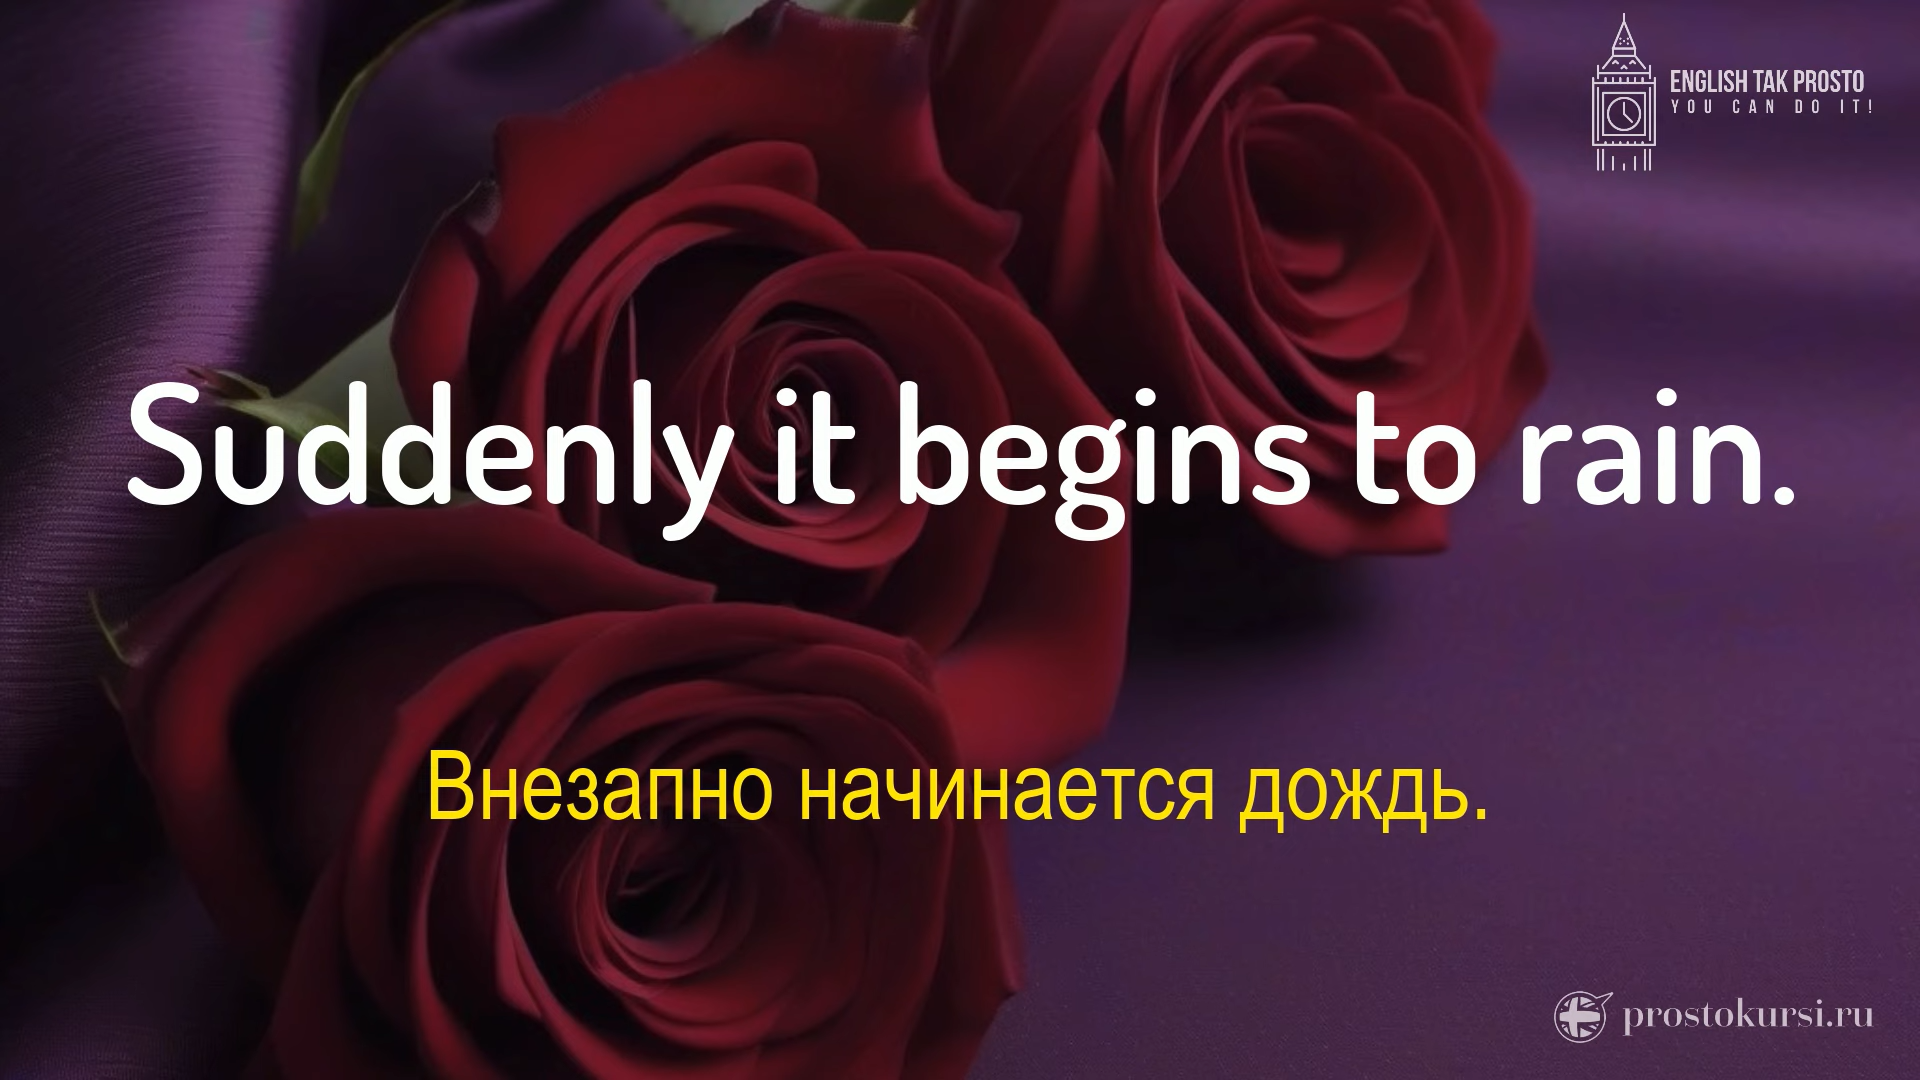 ENGLISH TAK PROSTO
YOU CAN DO IT!
Suddenly it begins to rain.
Внезапно начинается дождь.
prostokursi.ru